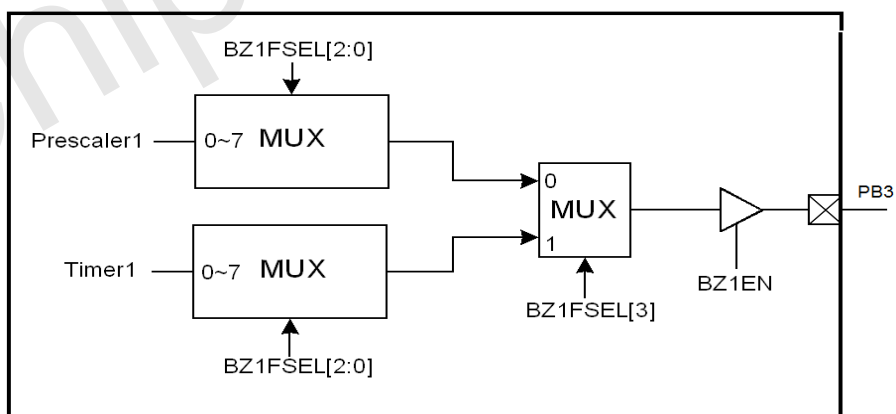 BZ1FSEL[2:0]
Prescaler1
0~7 MUX
0
MUX
1
PB3
Timer1
0~7 MUX
BZ1EN
BZ1FSEL[3]
BZ1FSEL[2:0]